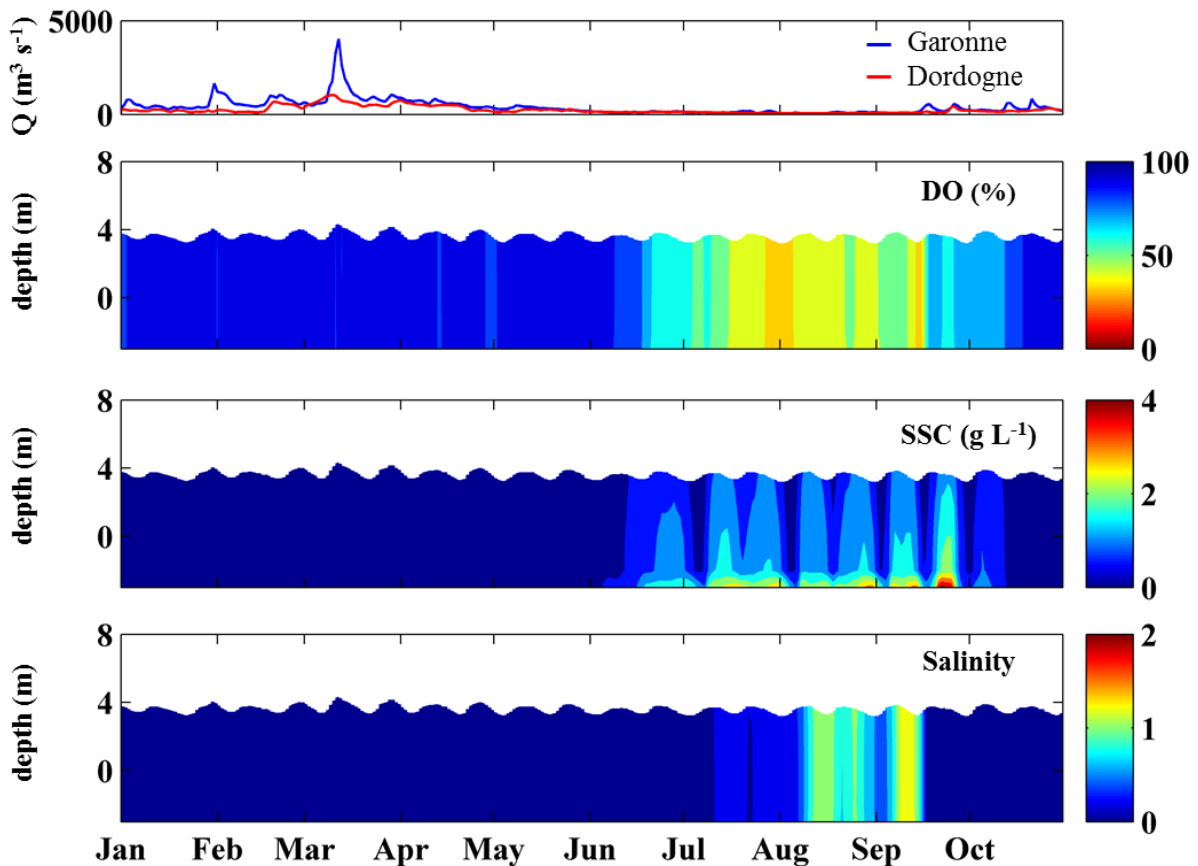 Q (m³ s⁻¹)
5000
0
Garonne
Dordogne
depth (m)
8
4
0
DO (%)
100
50
0
depth (m)
8
4
0
SSC (g L⁻¹)
4
2
0
depth (m)
8
4
0
Salinity
2
1
0
Jan Feb Mar Apr May Jun Jul Aug Sep Oct